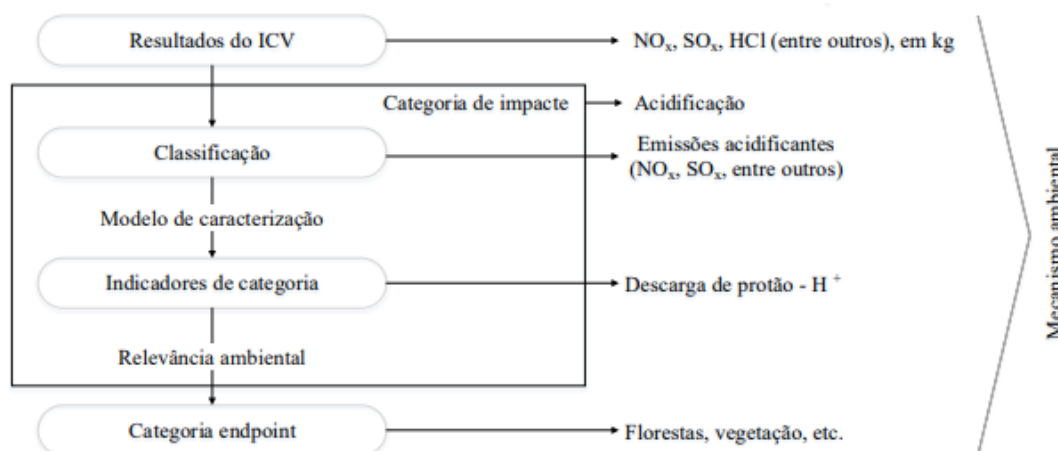 Resultados do ICV
NOx, SOx, HCl (entre outros), em kg
Categoria de impacte
Acidificação
Classificação
Emissões acidificantes
(NOx, SOx, entre outros)
Modelo de caracterização
Indicadores de categoria
Descarga de protão - H +
Relevância ambiental
Categoria endpoint
Florestas, vegetação, etc.
Mecanismo ambiental